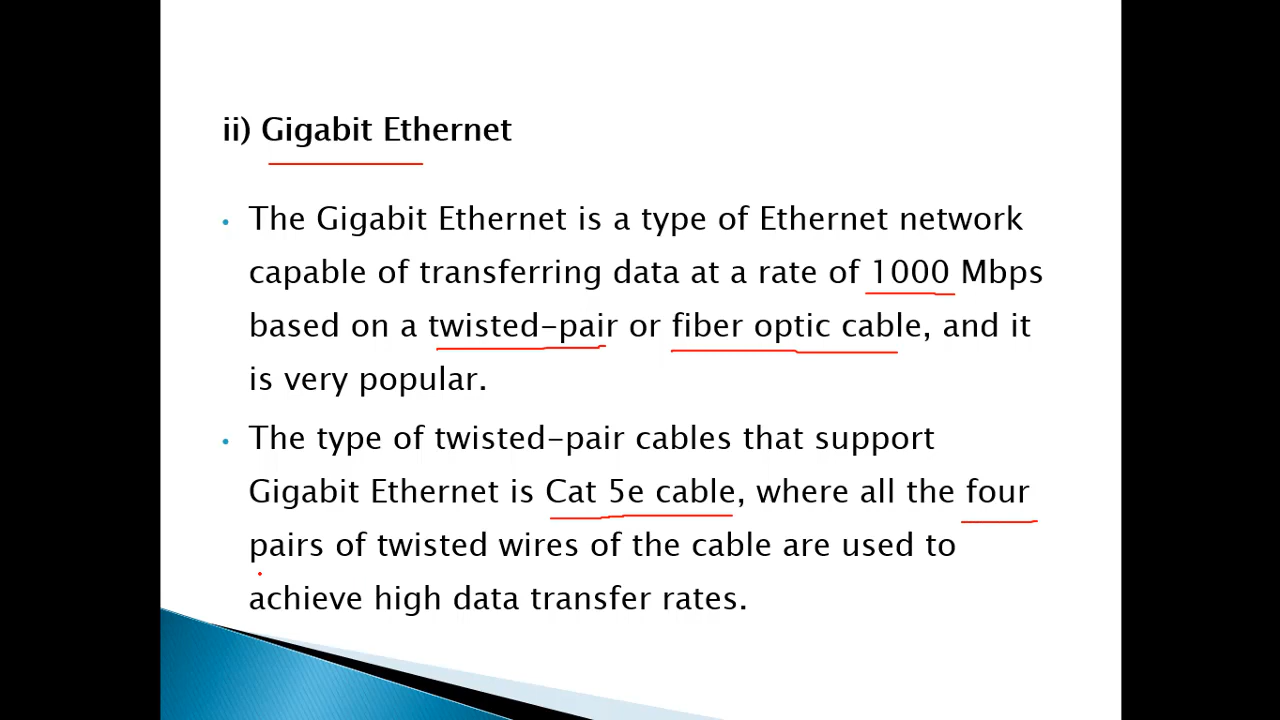 ii) Gigabit Ethernet
• The Gigabit Ethernet is a type of Ethernet network
capable of transferring data at a rate of 1000 Mbps
based on a twisted-pair or fiber optic cable, and it
is very popular.
• The type of twisted-pair cables that support
Gigabit Ethernet is Cat 5e cable, where all the four
pairs of twisted wires of the cable are used to
achieve high data transfer rates.